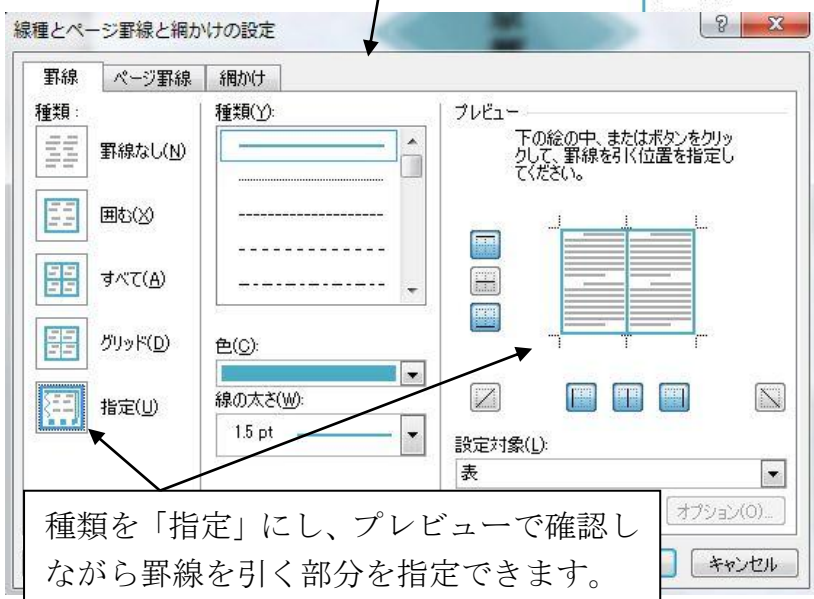 線種とページ罫線と網かけの設定
罫線 ページ罫線 網かけ
種類:
罫線なし(N)
囲む(X)
すべて(A)
グリッド(D)
指定(U)
種類(Y):
色(C):
線の太さ(W):
1.5 pt
プレビュー
下の絵の中、またはボタンをクリッ
クして、罫線を引く位置を指定し
てください。
設定対象(L):
表
オプション(O)...
キャンセル
種類を「指定」にし、プレビューで確認し
ながら罫線を引く部分を指定できます。